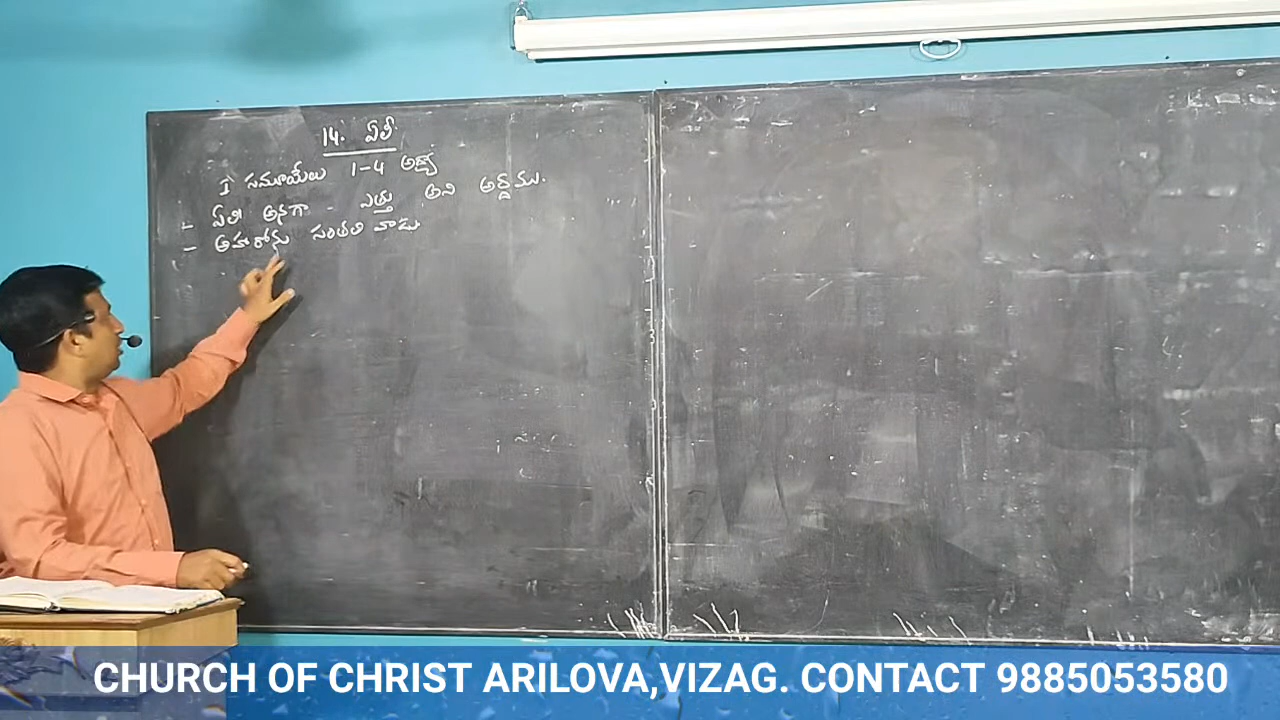 14. ఏలీ
I సమూయేలు 1-4 అధ్యా
- ఏలీ అనగా - ఎత్తు అని అర్థము.
- అహరోను సంతతి వాడు
CHURCH OF CHRIST ARILOVA,VIZAG. CONTACT 9885053580